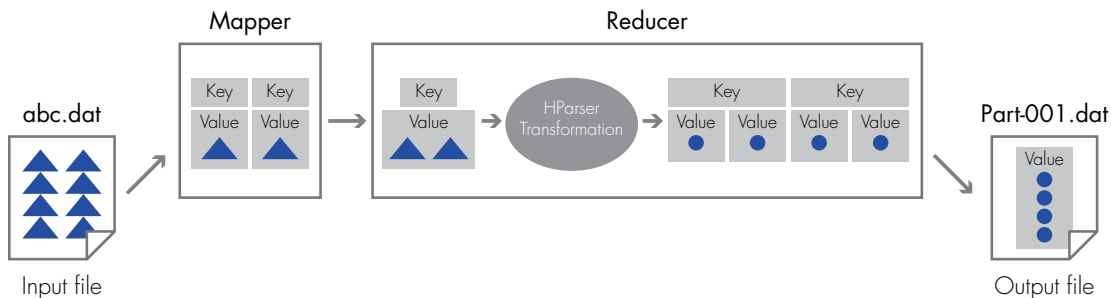 Mapper
Reducer
abc.dat
Key
Key
Value
Value
Key
Value
HParser
Transformation
Key
Key
Value
Value
Value
Value
Part-001.dat
Value
Input file
Output file